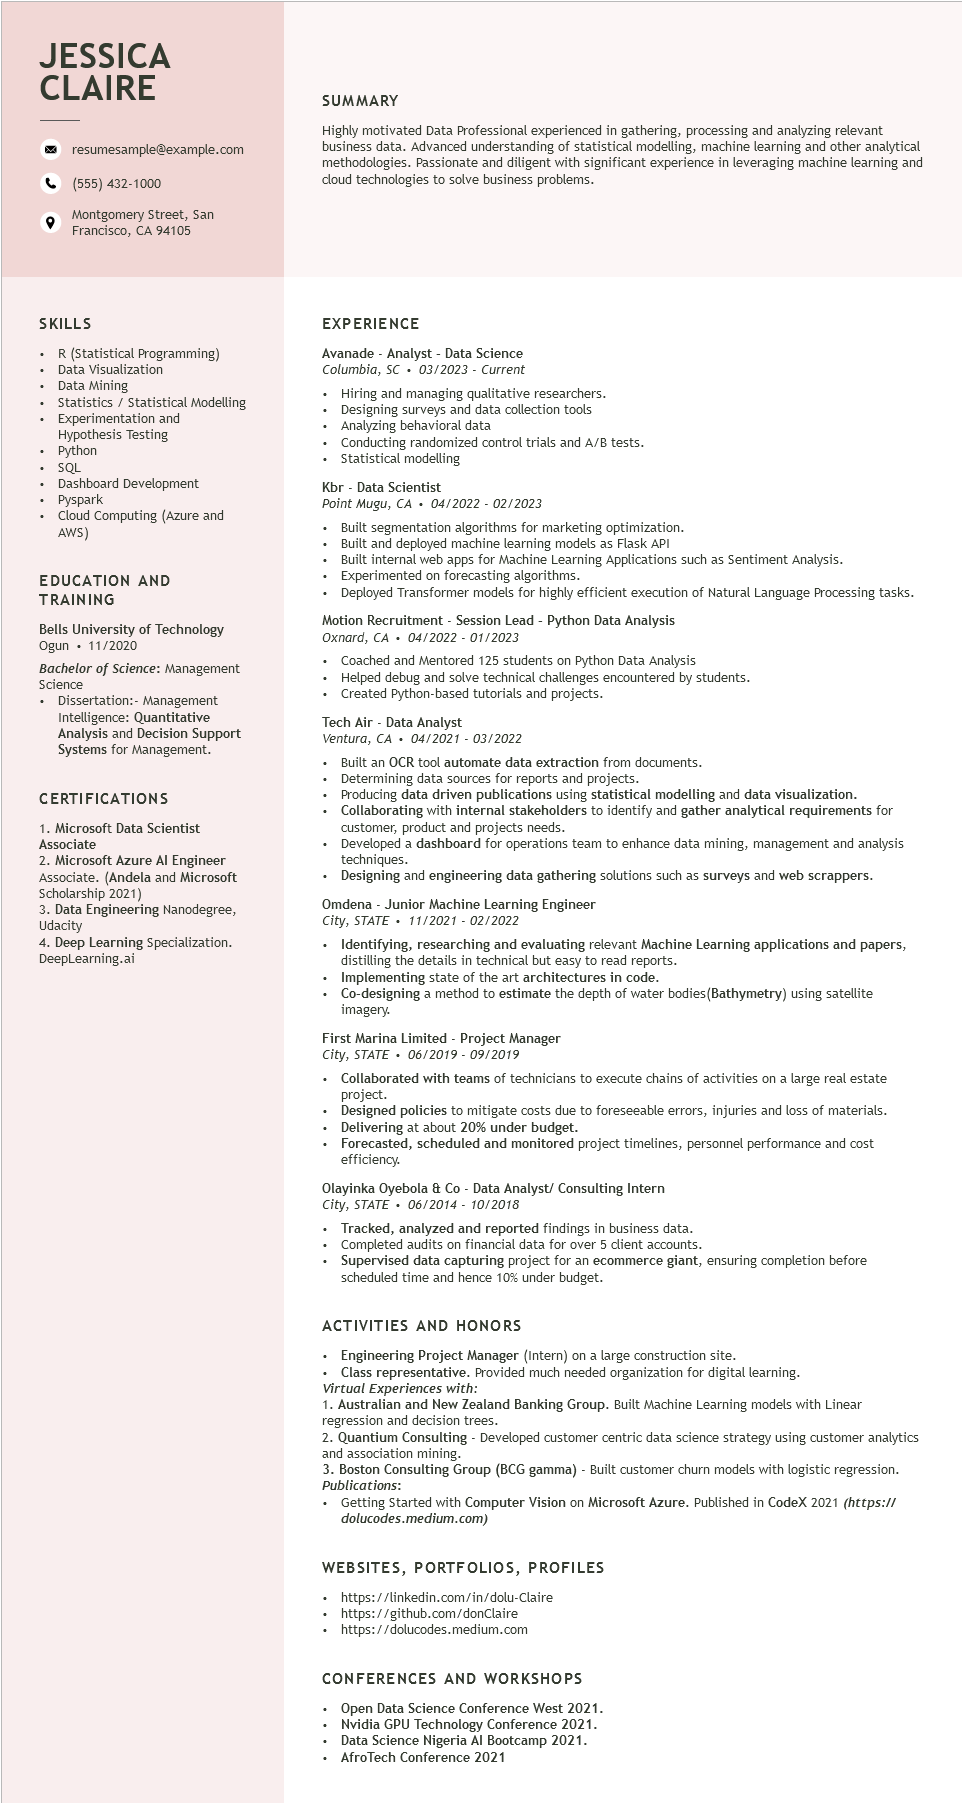 JESSICA
CLAIRE
resumesample@example.com
(555) 432-1000
Montgomery Street, San
Francisco, CA 94105
SUMMARY
Highly motivated Data Professional experienced in gathering, processing and analyzing relevant
business data. Advanced understanding of statistical modelling, machine learning and other analytical
methodologies. Passionate and diligent with significant experience in leveraging machine learning and
cloud technologies to solve business problems.
SKILLS
• R (Statistical Programming)
• Data Visualization
• Data Mining
• Statistics / Statistical Modelling
• Experimentation and
Hypothesis Testing
• Python
• SQL
• Dashboard Development
• Pyspark
• Cloud Computing (Azure and
AWS)
EDUCATION AND
TRAINING
Bells University of Technology
Ogun • 11/2020
Bachelor of Science: Management
Science
• Dissertation:- Management
Intelligence: Quantitative
Analysis and Decision Support
Systems for Management.
CERTIFICATIONS
1. Microsoft Data Scientist
Associate
2. Microsoft Azure AI Engineer
Associate. (Andela and Microsoft
Scholarship 2021)
3. Data Engineering Nanodegree,
Udacity
4. Deep Learning Specialization.
DeepLearning.ai
EXPERIENCE
Avanade - Analyst – Data Science
Columbia, SC • 03/2023 - Current
• Hiring and managing qualitative researchers.
• Designing surveys and data collection tools
• Analyzing behavioral data
• Conducting randomized control trials and A/B tests.
• Statistical modelling
Kbr - Data Scientist
Point Mugu, CA • 04/2022 - 02/2023
• Built segmentation algorithms for marketing optimization.
• Built and deployed machine learning models as Flask API
• Built internal web apps for Machine Learning Applications such as Sentiment Analysis.
• Experimented on forecasting algorithms.
• Deployed Transformer models for highly efficient execution of Natural Language Processing tasks.
Motion Recruitment - Session Lead – Python Data Analysis
Oxnard, CA • 04/2022 - 01/2023
• Coached and Mentored 125 students on Python Data Analysis
• Helped debug and solve technical challenges encountered by students.
• Created Python-based tutorials and projects.
Tech Air - Data Analyst
Ventura, CA • 04/2021 - 03/2022
• Built an OCR tool automate data extraction from documents.
• Determining data sources for reports and projects.
• Producing data driven publications using statistical modelling and data visualization.
• Collaborating with internal stakeholders to identify and gather analytical requirements for
customer, product and projects needs.
• Developed a dashboard for operations team to enhance data mining, management and analysis
techniques.
• Designing and engineering data gathering solutions such as surveys and web scrappers.
Omdena - Junior Machine Learning Engineer
City, STATE • 11/2021 - 02/2022
• Identifying, researching and evaluating relevant Machine Learning applications and papers,
distilling the details in technical but easy to read reports.
• Implementing state of the art architectures in code.
• Co-designing a method to estimate the depth of water bodies(Bathymetry) using satellite
imagery.
First Marina Limited - Project Manager
City, STATE • 06/2019 - 09/2019
• Collaborated with teams of technicians to execute chains of activities on a large real estate
project.
• Designed policies to mitigate costs due to foreseeable errors, injuries and loss of materials.
• Delivering at about 20% under budget.
• Forecasted, scheduled and monitored project timelines, personnel performance and cost
efficiency.
Olayinka Oyebola & Co - Data Analyst/ Consulting Intern
City, STATE • 06/2014 - 10/2018
• Tracked, analyzed and reported findings in business data.
• Completed audits on financial data for over 5 client accounts.
• Supervised data capturing project for an ecommerce giant, ensuring completion before
scheduled time and hence 10% under budget.
ACTIVITIES AND HONORS
• Engineering Project Manager (Intern) on a large construction site.
• Class representative. Provided much needed organization for digital learning.
Virtual Experiences with:
1. Australian and New Zealand Banking Group. Built Machine Learning models with Linear
regression and decision trees.
2. Quantium Consulting - Developed customer centric data science strategy using customer analytics
and association mining.
3. Boston Consulting Group (BCG gamma) - Built customer churn models with logistic regression.
Publications:
• Getting Started with Computer Vision on Microsoft Azure. Published in CodeX 2021 (https://
dolucodes.medium.com)
WEBSITES, PORTFOLIOS, PROFILES
• https://linkedin.com/in/dolu-Claire
• https://github.com/donClaire
• https://dolucodes.medium.com
CONFERENCES AND WORKSHOPS
• Open Data Science Conference West 2021.
• Nvidia GPU Technology Conference 2021.
• Data Science Nigeria AI Bootcamp 2021.
• AfroTech Conference 2021